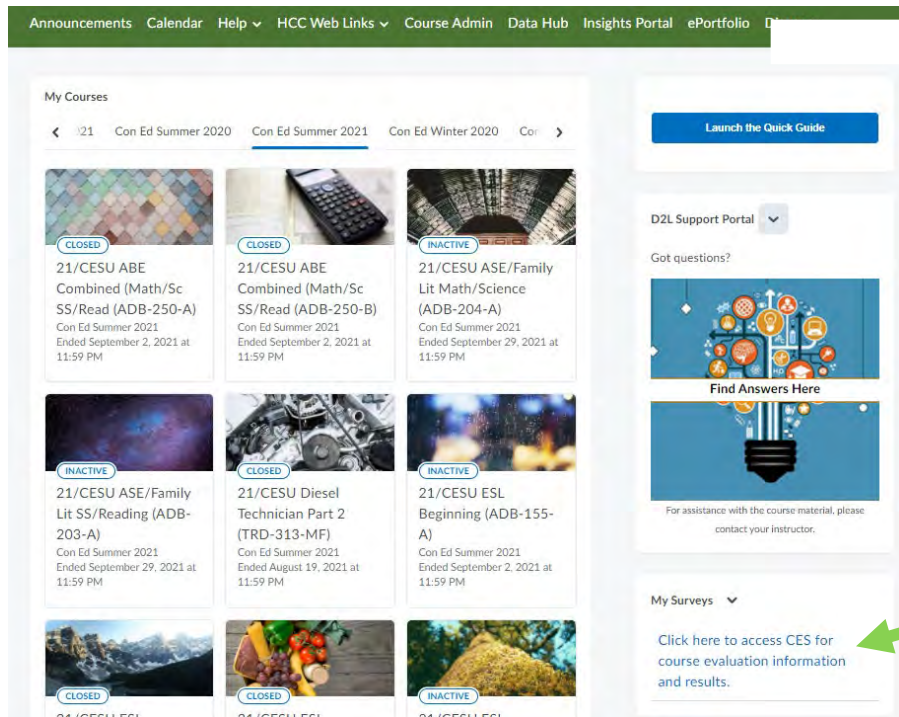 Announcements Calendar Help HCC Web Links Course Admin Data Hub Insights Portal ePortfolio
My Courses
21 Con Ed Summer 2020 Con Ed Summer 2021 Con Ed Winter 2020
CLOSED
21/CESU ABE
Combined (Math/Sc
SS/Read (ADB-250-A)
Con Ed Summer 2021
Ended September 2, 2021 at
11:59 PM
CLOSED
21/CESU ABE
Combined (Math/Sc
SS/Read (ADB-250-B)
Con Ed Summer 2021
Ended September 2, 2021 at
11:59 PM
INACTIVE
21/CESU ASE/Family
Lit Math/Science
(ADB-204-A)
Con Ed Summer 2021
Ended September 29, 2021 at
11:59 PM
INACTIVE
21/CESU ASE/Family
Lit SS/Reading (ADB-
203-A)
Con Ed Summer 2021
Ended September 29, 2021 at
11:59 PM
CLOSED
21/CESU Diesel
Technician Part 2
(TRD-313-MF)
Con Ed Summer 2021
Ended August 19, 2021 at
11:59 PM
INACTIVE
21/CESU ESL
Beginning (ADB-155-
A)
Con Ed Summer 2021
Ended September 2, 2021 at
11:59 PM
CLOSED
21/CESU ESL
CLOSED
21/CESU ESL
INACTIVE
21/CESU ESL
Launch the Quick Guide
D2L Support Portal
Got questions?
Find Answers Here
For assistance with the course material, please
contact your instructor.
My Surveys
Click here to access CES for
course evaluation information
and results.